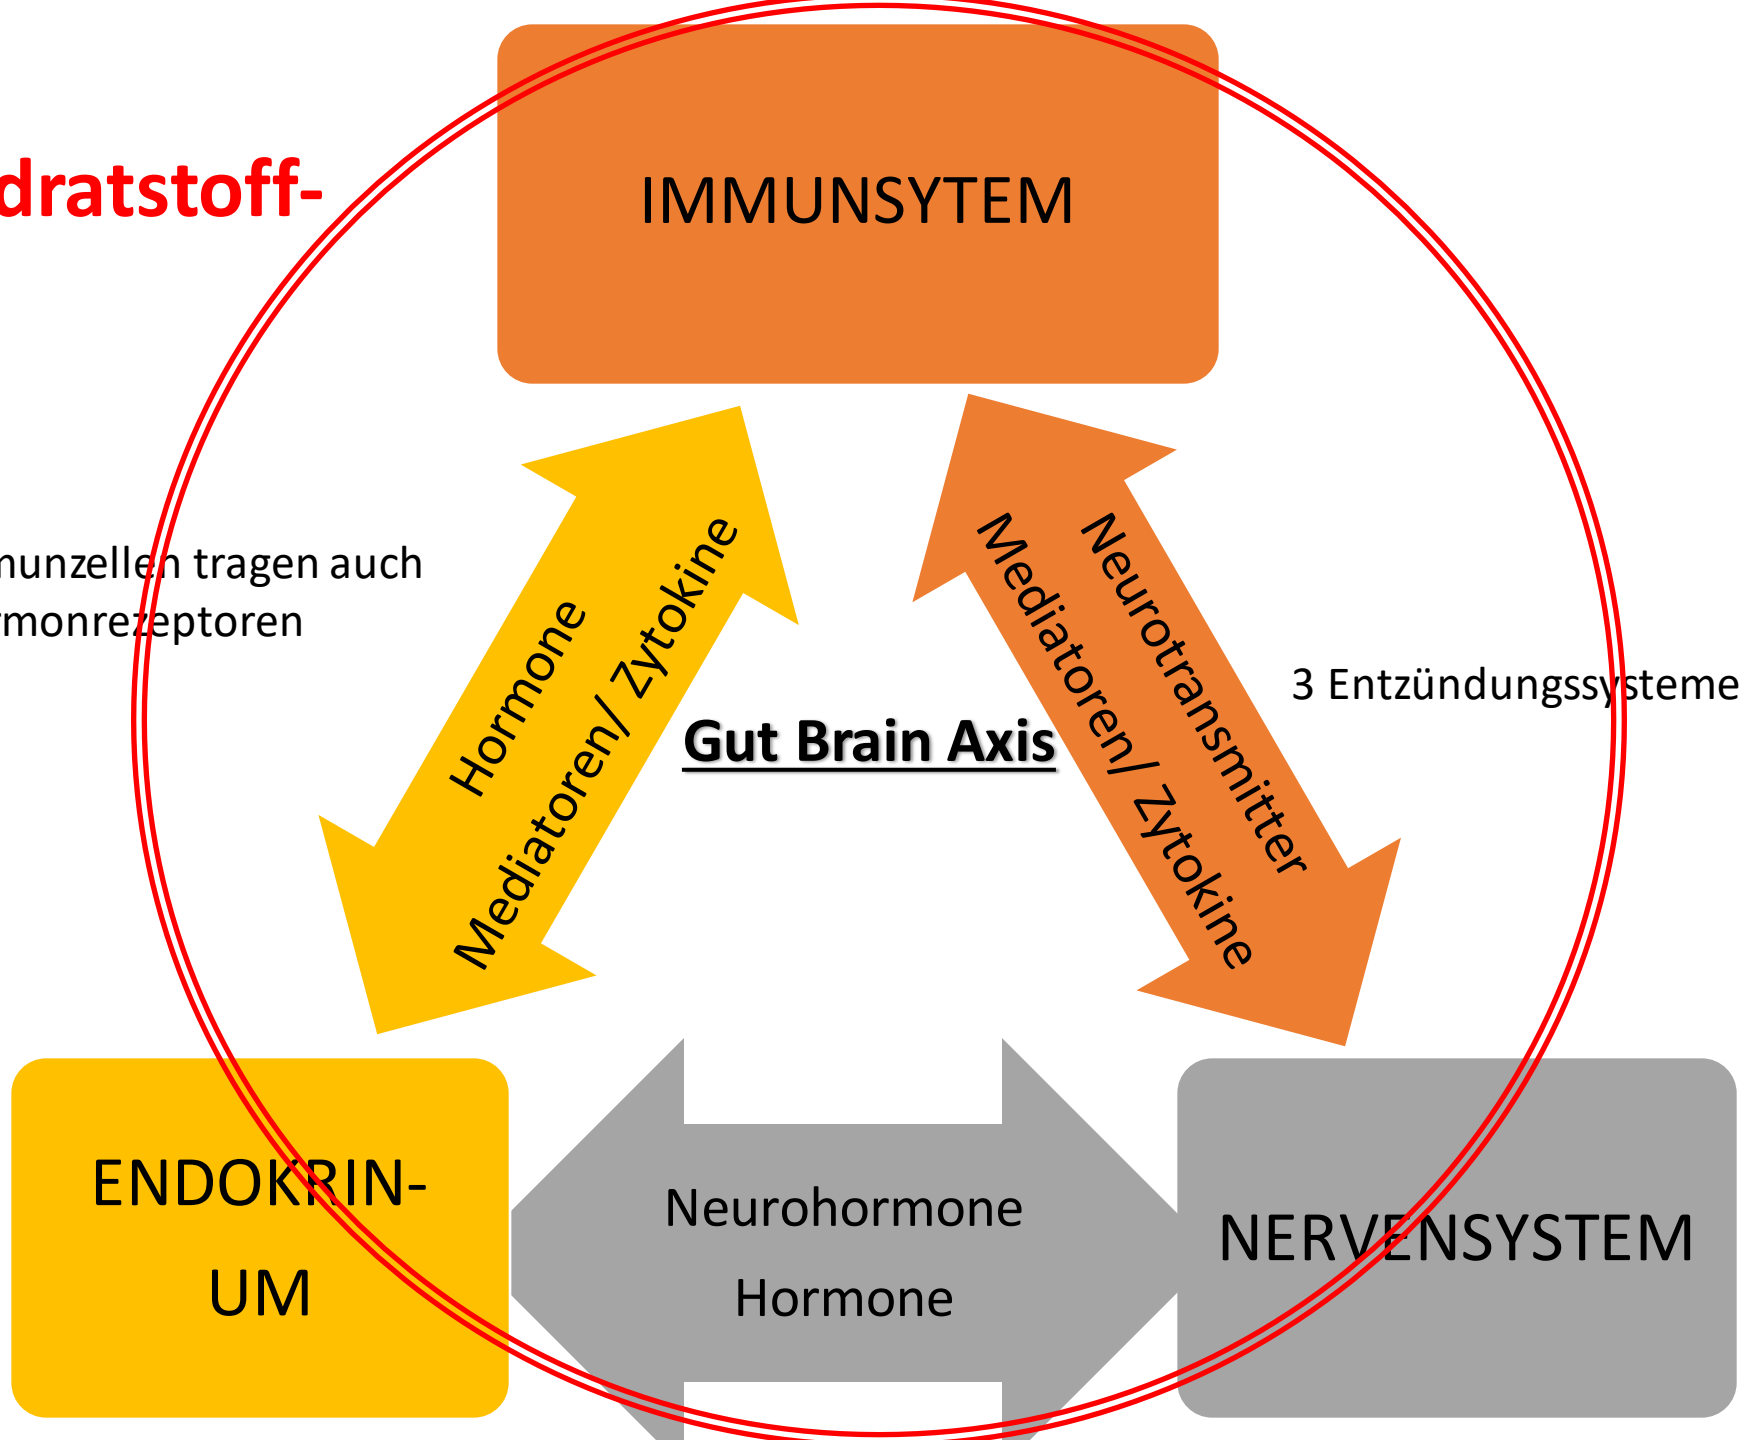 IMMUNSYTEM
dratstoff-
munzellen tragen auch
rmonrezeptoren
Hormone
Mediatoren/ Zytokine
Neurotransmitter
Mediatoren/ Zytokine
3 Entzündungssysteme
Gut Brain Axis
ENDOKRIN-
UM
Neurohormone
Hormone
NERVENSYSTEM